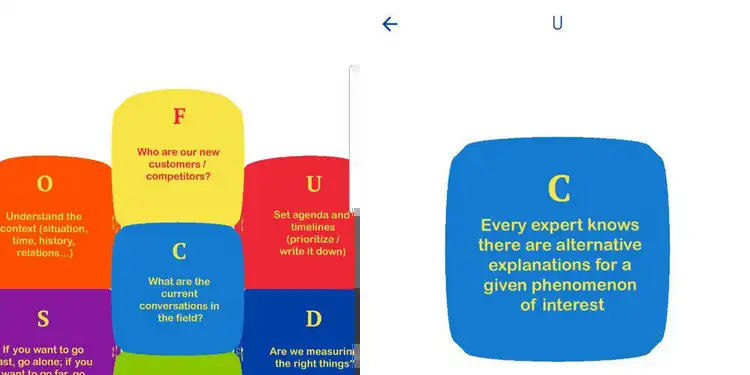 F
Who are our new
customers /
competitors?
O
Understand the
context (situation,
time, history,
relations...)
U
Set agenda and
timelines
(prioritize /
write it down)
C
What are the
current
conversations in
the field?
S
If you want to go
ast, go alone; if you
want to go far, go
D
Are we measurin
the right things"
U
C
Every expert knows
there are alternative
explanations for a
given phenomenon
of interest